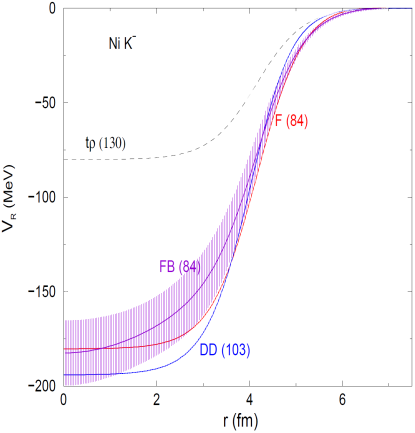 0
Ni K⁻
−50
F (84)
tρ (130)
−100
V_R (MeV)
FB (84)
−150
DD (103)
−200
0 2 4 6
r (fm)